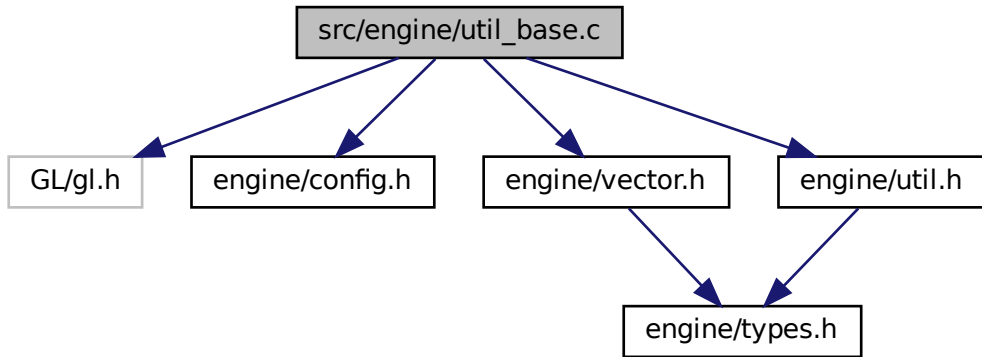 src/engine/util_base.c
GL/gl.h
engine/config.h
engine/vector.h
engine/util.h
engine/types.h